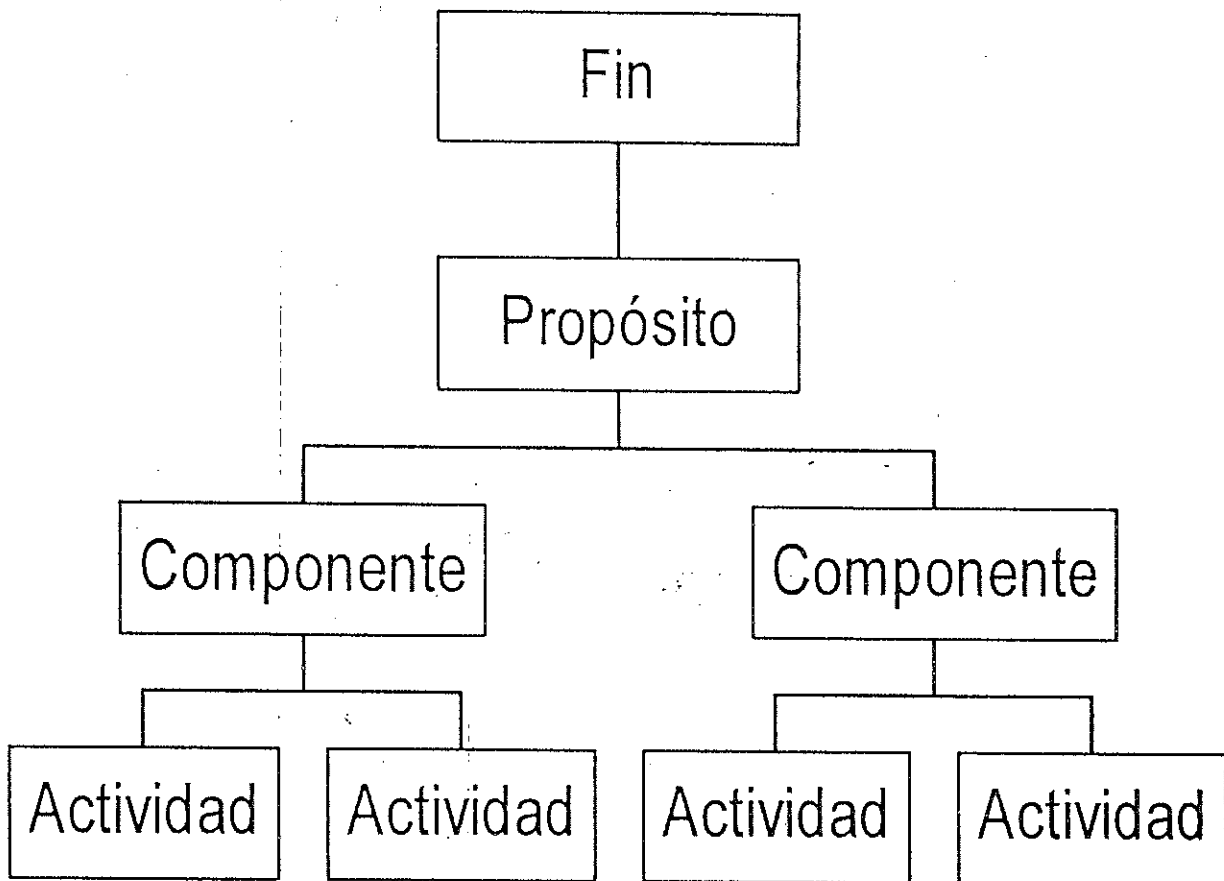 Fin
Propósito
Componente
Componente
Actividad
Actividad
Actividad
Actividad